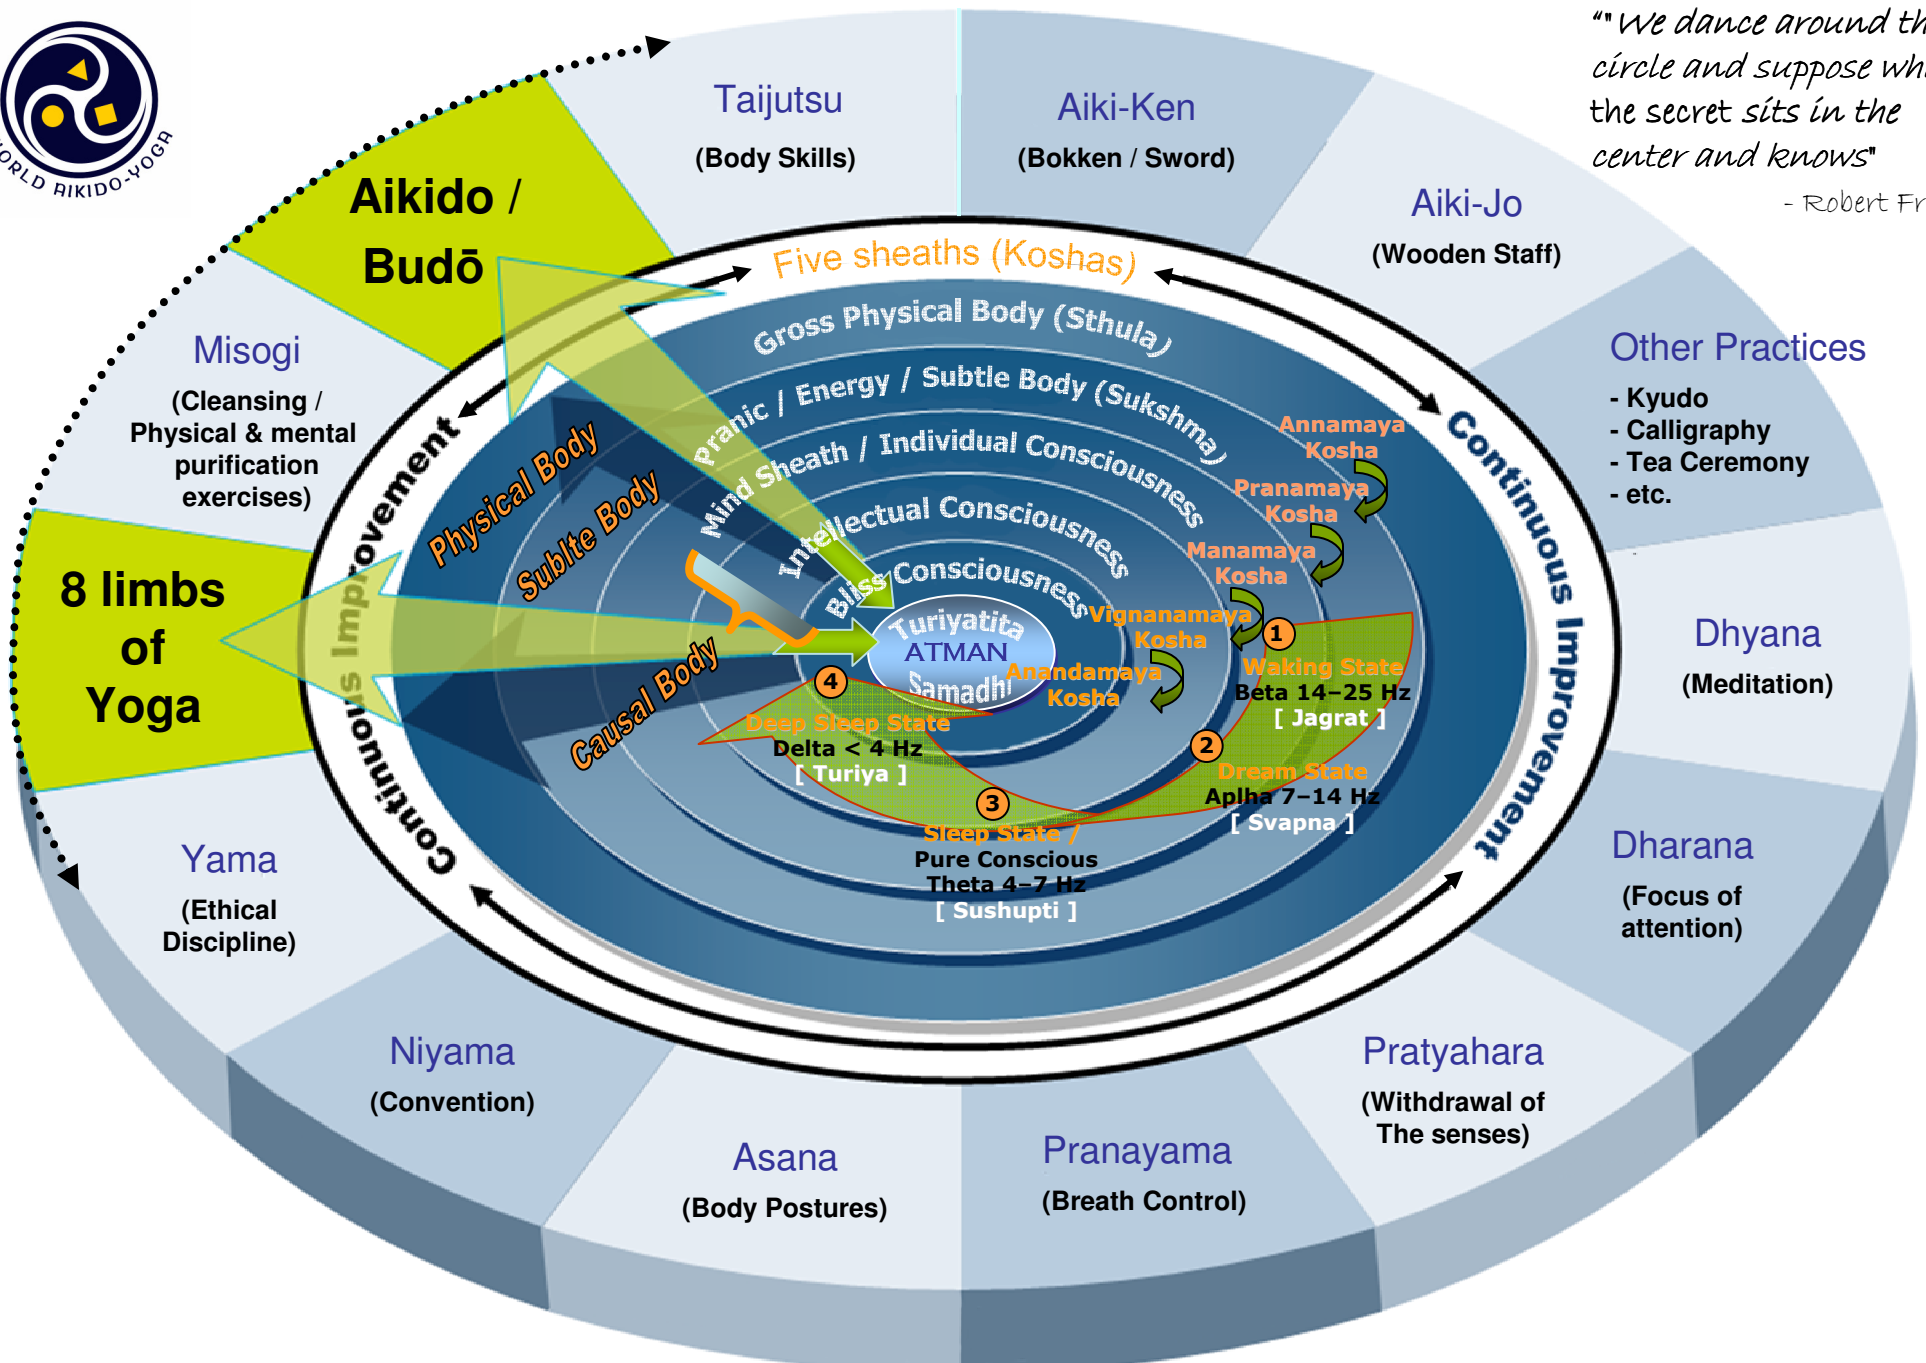 WORLD AIKIDO-YOGA
“"We dance around th
circle and suppose wh
the secret sits in the
center and knows"
- Robert Fr
Aikido /
Budō
Taijutsu
(Body Skills)
Aiki-Ken
(Bokken / Sword)
Aiki-Jo
(Wooden Staff)
Other Practices
- Kyudo
- Calligraphy
- Tea Ceremony
- etc.
Dhyana
(Meditation)
Dharana
(Focus of
attention)
Pratyahara
(Withdrawal of
The senses)
Pranayama
(Breath Control)
Asana
(Body Postures)
Niyama
(Convention)
Yama
(Ethical
Discipline)
8 limbs
of
Yoga
Misogi
(Cleansing /
Physical & mental
purification
exercises)
Five sheaths (Koshas)
Continuous Improvement
Continuous Improvement
Gross Physical Body (Sthula)
Pranic / Energy / Subtle Body (Sukshma)
Mind Sheath / Individual Consciousness
Intellectual Consciousness
Bliss Consciousness
Turiyatita
ATMAN
Samadhi
Physical Body
Sublte Body
Causal Body
Annamaya
Kosha
Pranamaya
Kosha
Manamaya
Kosha
Vignanamaya
Kosha
Anandamaya
Kosha
1
Waking State
Beta 14–25 Hz
[ Jagrat ]
2
Dream State
Aplha 7–14 Hz
[ Svapna ]
3
Sleep State /
Pure Conscious
Theta 4–7 Hz
[ Sushupti ]
4
Deep Sleep State
Delta < 4 Hz
[ Turiya ]